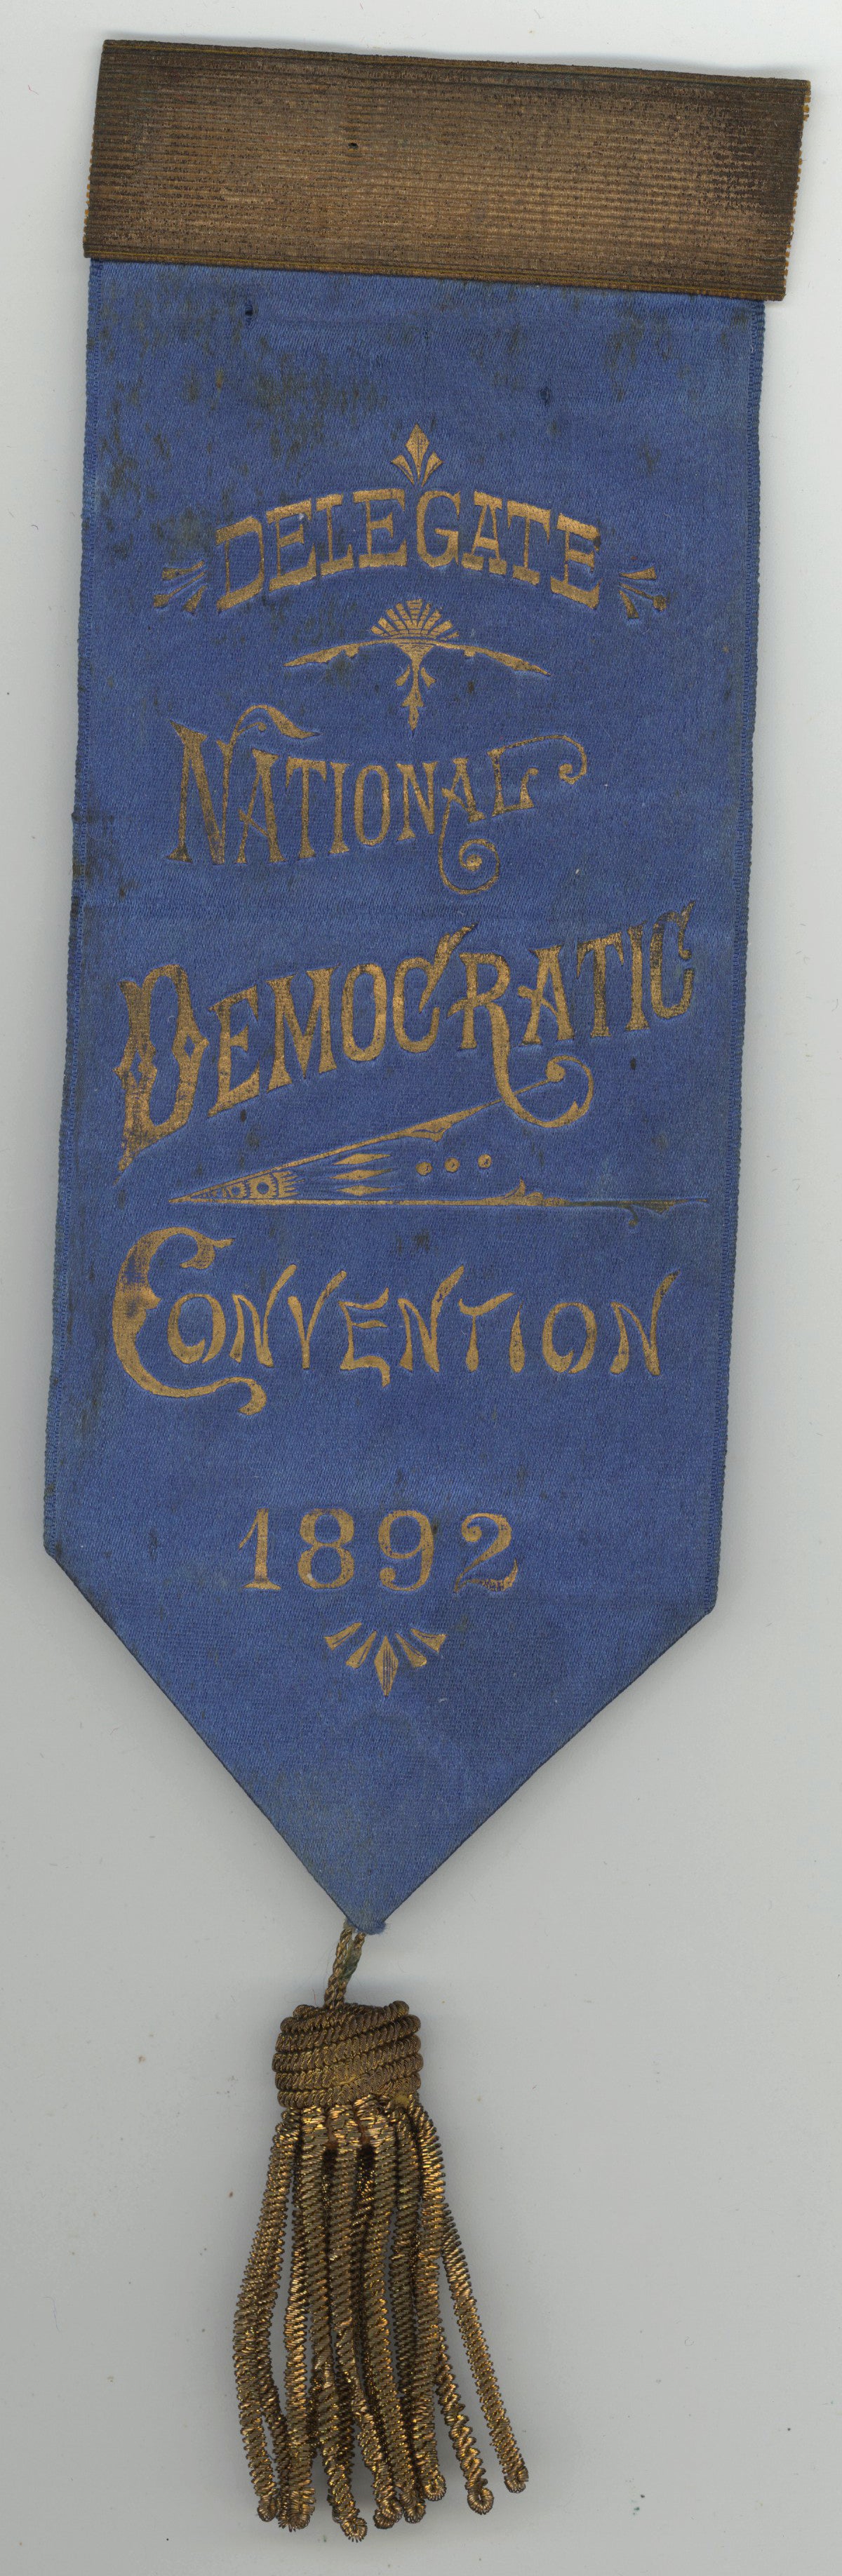 DELEGATE
NATIONAL
DEMOCRATIC
CONVENTION
1892